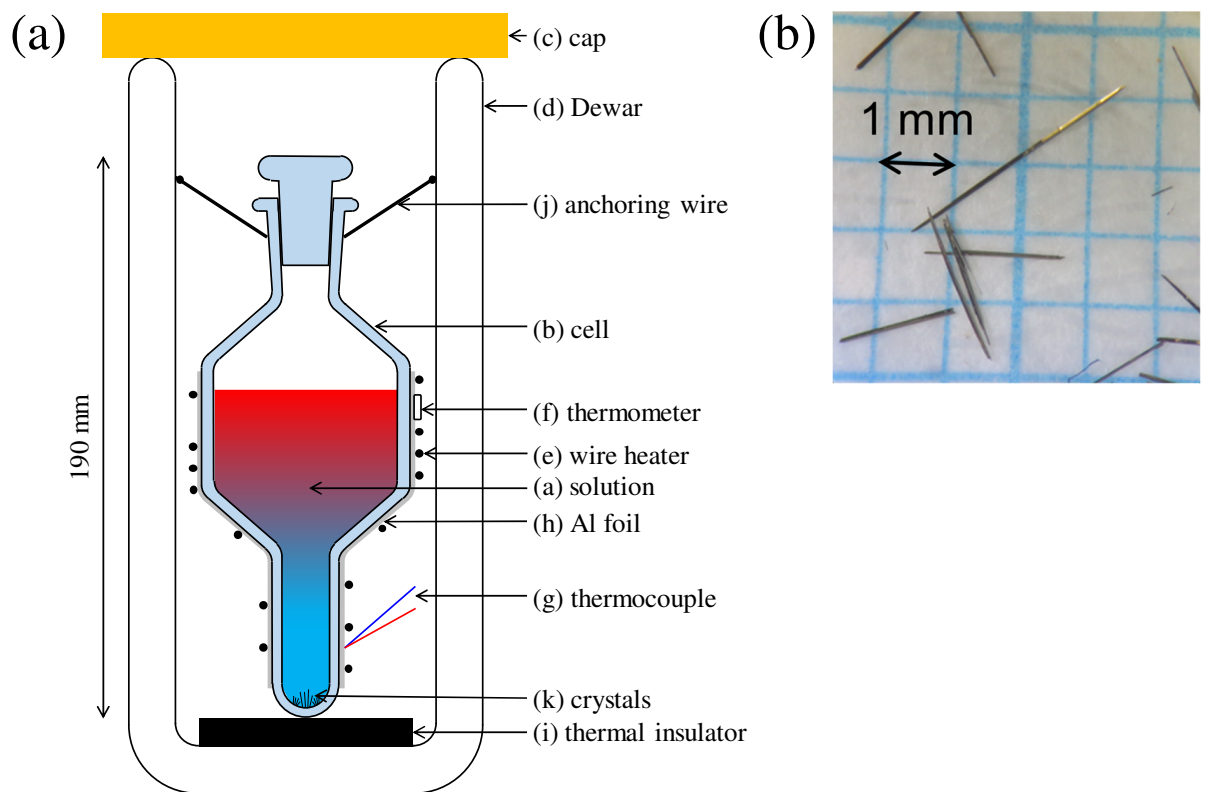 (a)
(c) cap
(d) Dewar
(j) anchoring wire
(b) cell
(f) thermometer
(e) wire heater
(a) solution
(h) Al foil
(g) thermocouple
(k) crystals
(i) thermal insulator
190 mm
(b)
1 mm